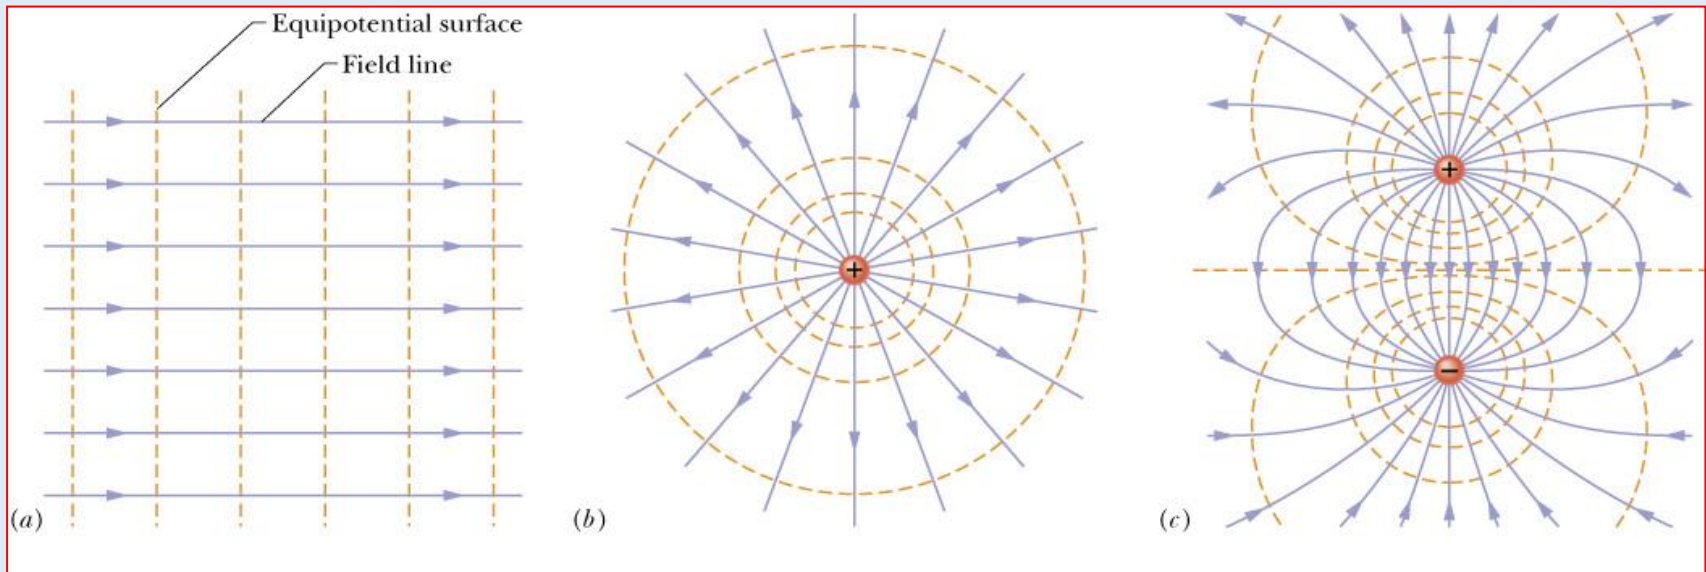 Equipotential surface
Field line
+
+
−
(a)
(b)
(c)